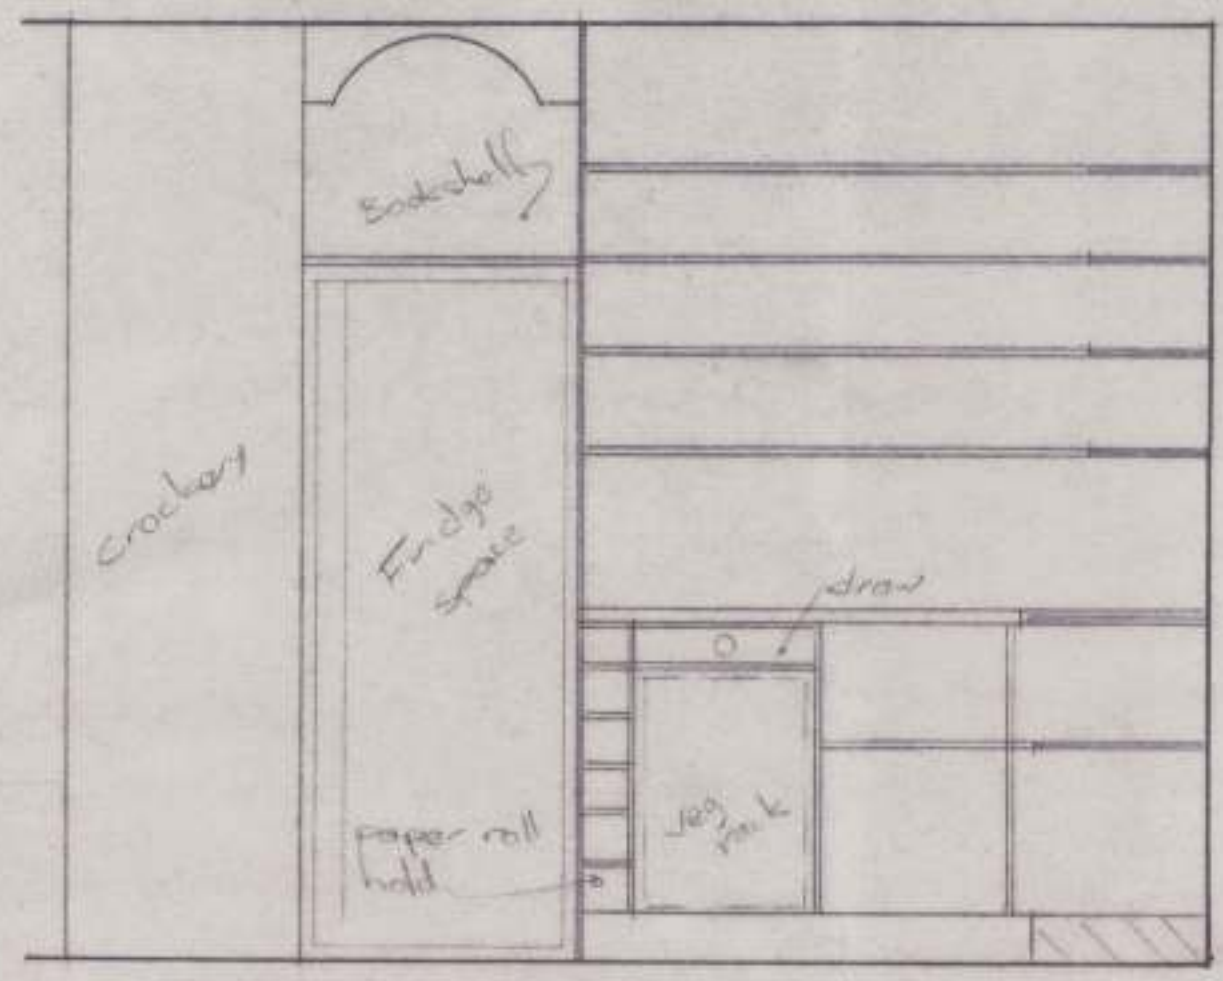 Bookshelf
crockery
Fridge
space
draw
veg
rack
paper roll
hold